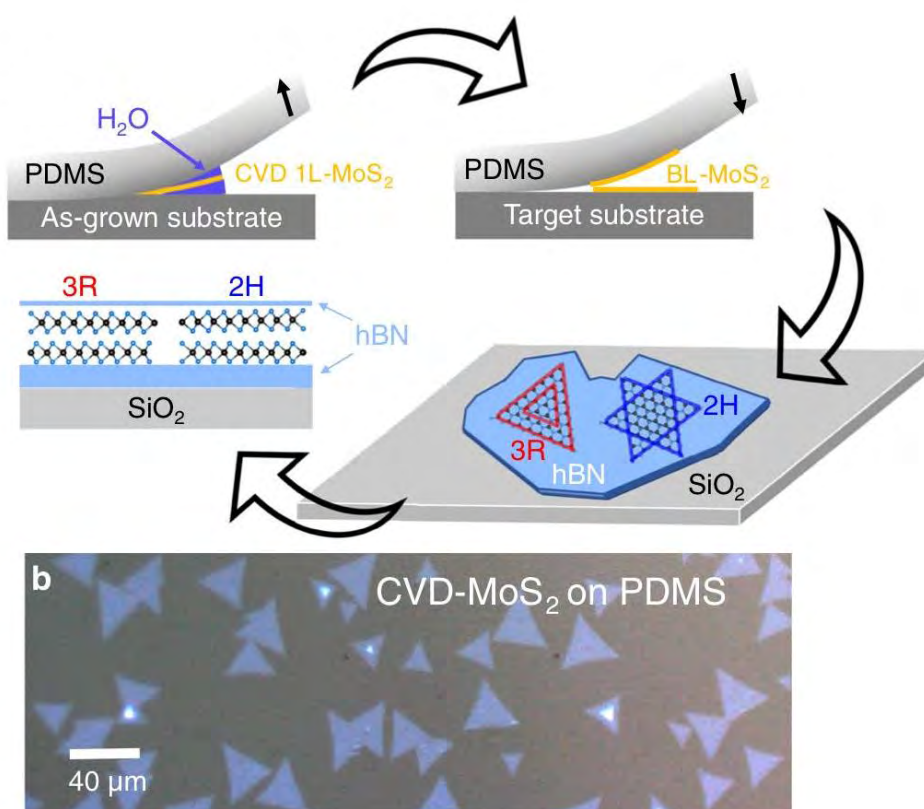 H₂O
PDMS
CVD 1L-MoS₂
As-grown substrate
PDMS
BL-MoS₂
Target substrate
3R
2H
hBN
SiO₂
3R
hBN
2H
SiO₂
b
CVD-MoS₂ on PDMS
40 µm